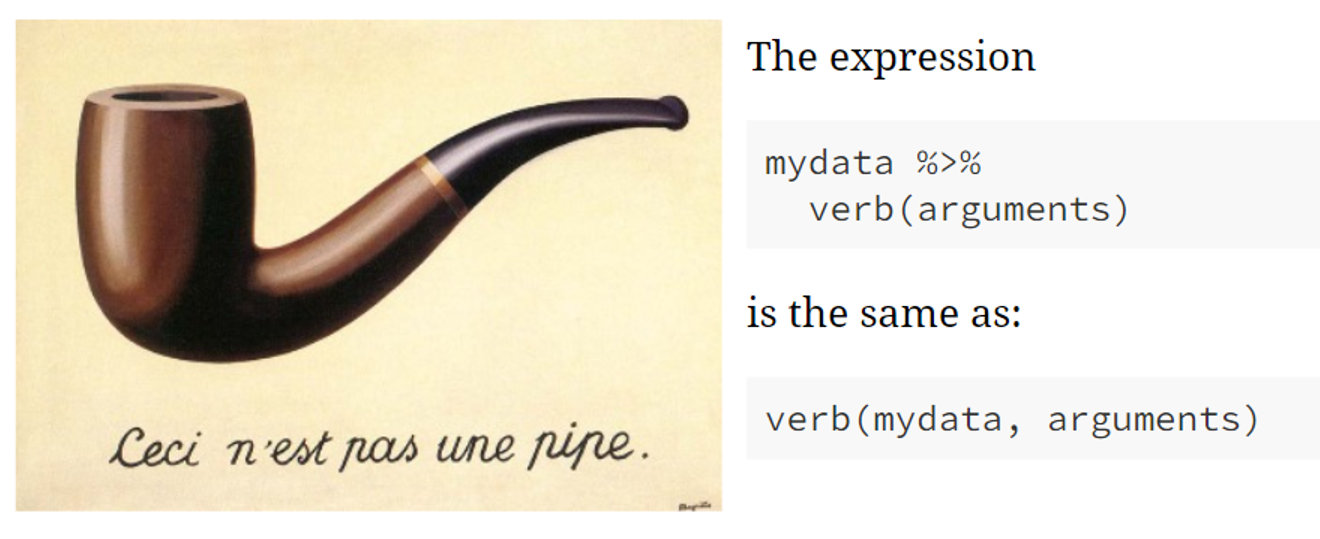 Ceci n'est pas une pipe.
Magritte
The expression
mydata %>%
  verb(arguments)
is the same as:
verb(mydata, arguments)